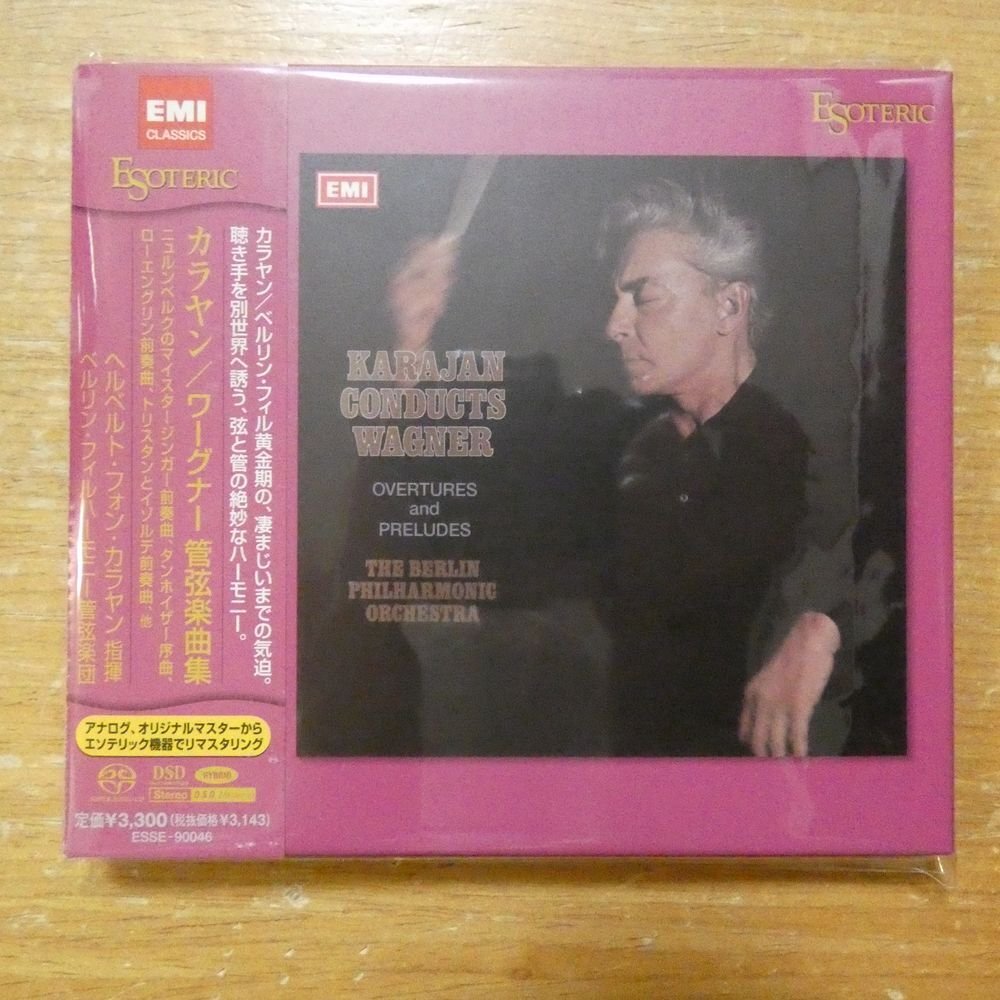 EMI
CLASSICS
ESOTERIC
カラヤン/ベルリン・フィル黄金期の、凄まじいまでの気迫。
聴き手を別世界へ誘う、弦と管の絶妙なハーモニー。
カラヤン/ワーグナー 管弦楽曲集
ニュルンベルクのマイスタージンガー前奏曲、タンホイザー序曲、
ローエングリン前奏曲、トリスタンとイゾルデ前奏曲、他
ヘルベルト・フォン・カラヤン 指揮
ベルリン・フィルハーモニー管弦楽団
アナログ、オリジナルマスターから
エソテリック機器でリマスタリング
DSD
HYBRID
Stereo
DSD
定価¥3,300(税抜価格¥3,143)
ESSE-90046
ESOTERIC
EMI
KARAJAN
CONDUCTS
WAGNER
OVERTURES
and
PRELUDES
THE BERLIN
PHILHARMONIC
ORCHESTRA